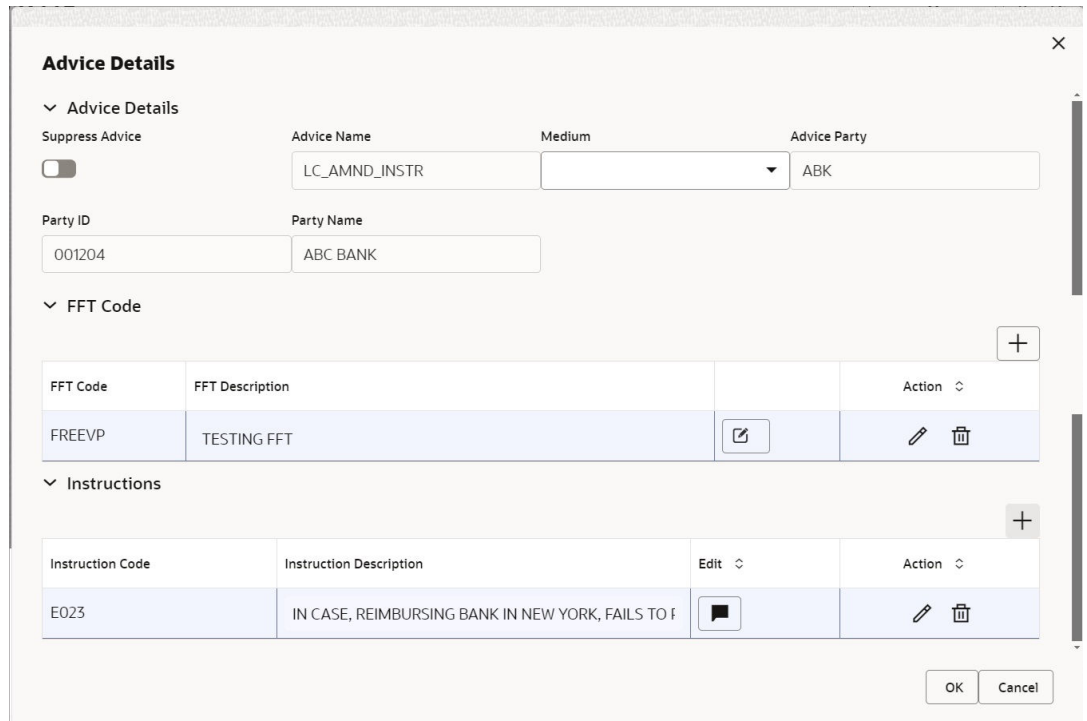 Advice Details
Advice Details
Suppress Advice Advice Name Medium Advice Party
LC_AMND_INSTR ABK
Party ID Party Name
001204 ABC BANK
FFT Code
FFT Code FFT Description Action
FREEVP TESTING FFT
Instructions
Instruction Code Instruction Description Edit Action
E023 IN CASE, REIMBURSING BANK IN NEW YORK, FAILS TO
OK Cancel